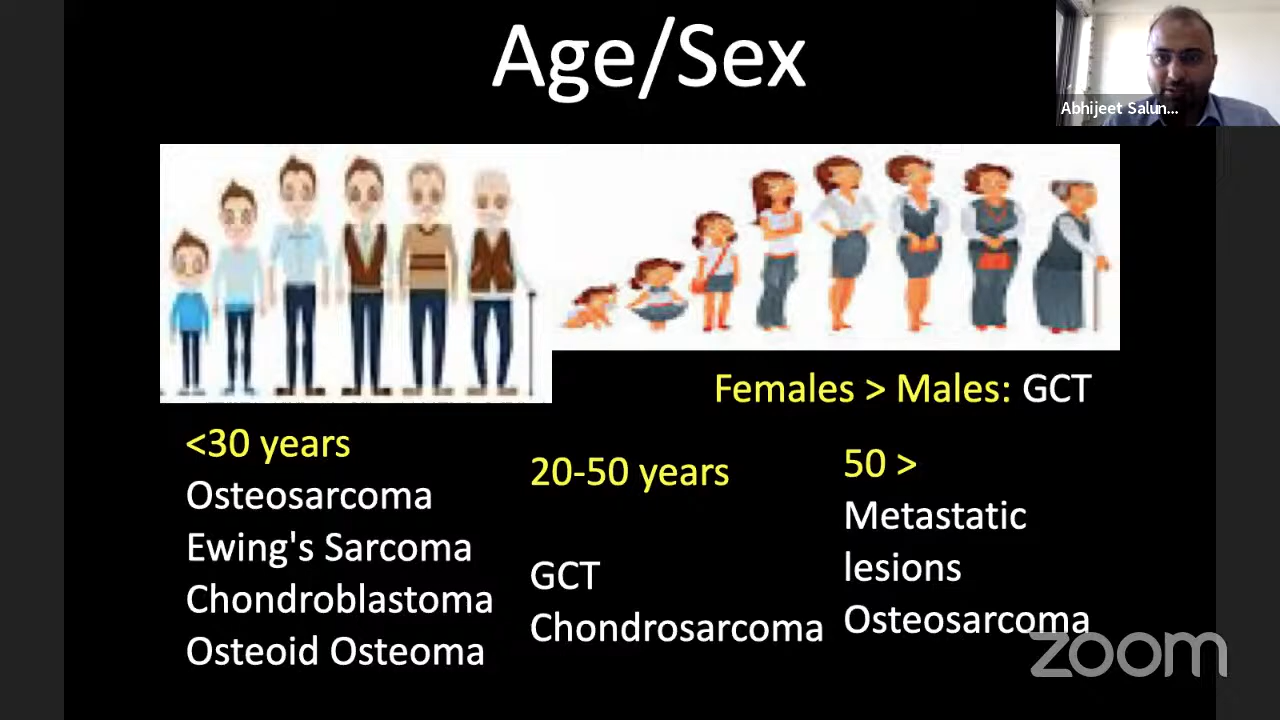 Age/Sex
Abhijeet Salun...
Females > Males: GCT
<30 years
Osteosarcoma
Ewing's Sarcoma
Chondroblastoma
Osteoid Osteoma
20-50 years
GCT
Chondrosarcoma
50 >
Metastatic
lesions
Osteosarcoma
zoom